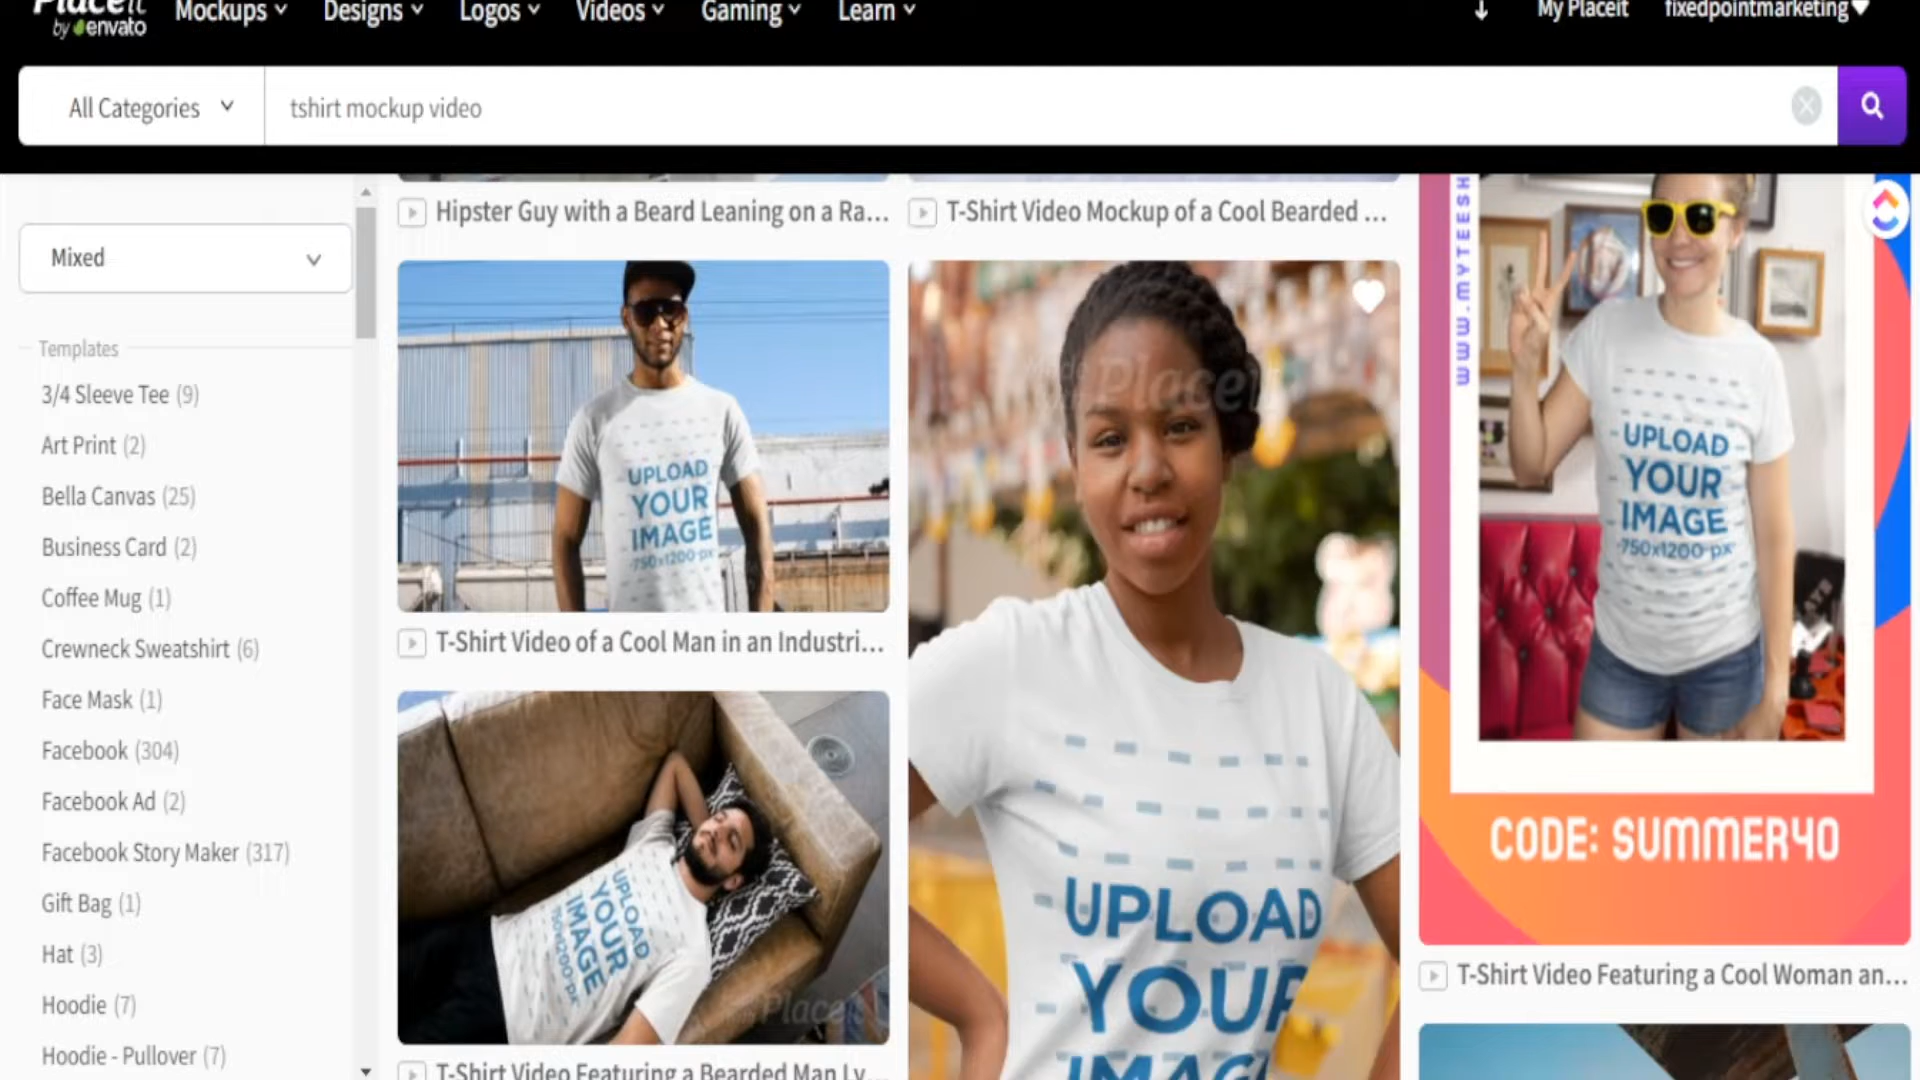 Placeit
by envato
Mockups
Designs
Logos
Videos
Gaming
Learn
My Placeit
fixedpointmarketing
All Categories
tshirt mockup video
Mixed
Templates
3/4 Sleeve Tee (9)
Art Print (2)
Bella Canvas (25)
Business Card (2)
Coffee Mug (1)
Crewneck Sweatshirt (6)
Face Mask (1)
Facebook (304)
Facebook Ad (2)
Facebook Story Maker (317)
Gift Bag (1)
Hat (3)
Hoodie (7)
Hoodie - Pullover (7)
Hipster Guy with a Beard Leaning on a Ra...
UPLOAD
YOUR
IMAGE
750x1200 px
T-Shirt Video of a Cool Man in an Industri...
UPLOAD
YOUR
IMAGE
750x1200 px
Placeit
T-Shirt Video Featuring a Bearded Man Ly...
T-Shirt Video Mockup of a Cool Bearded ...
Placeit
UPLOAD
YOUR
IMAGE
WWW.MYTEESH
UPLOAD
YOUR
IMAGE
750x1200 px
CODE: SUMMER40
T-Shirt Video Featuring a Cool Woman an...